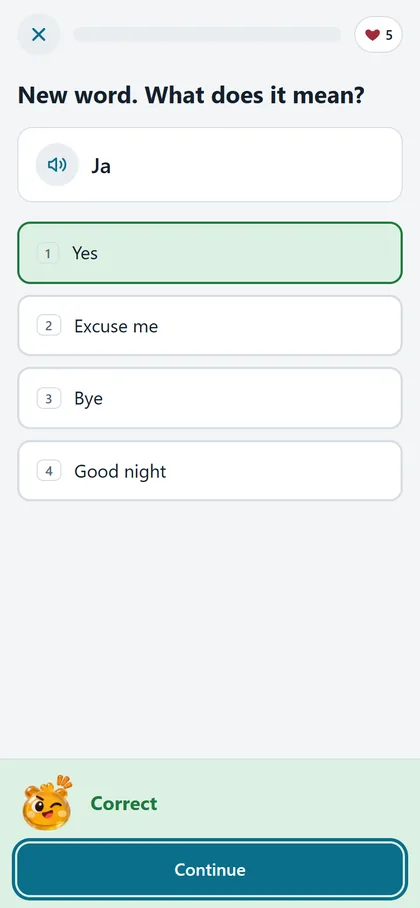 5
New word. What does it mean?
Ja
1 Yes
2 Excuse me
3 Bye
4 Good night
Correct
Continue